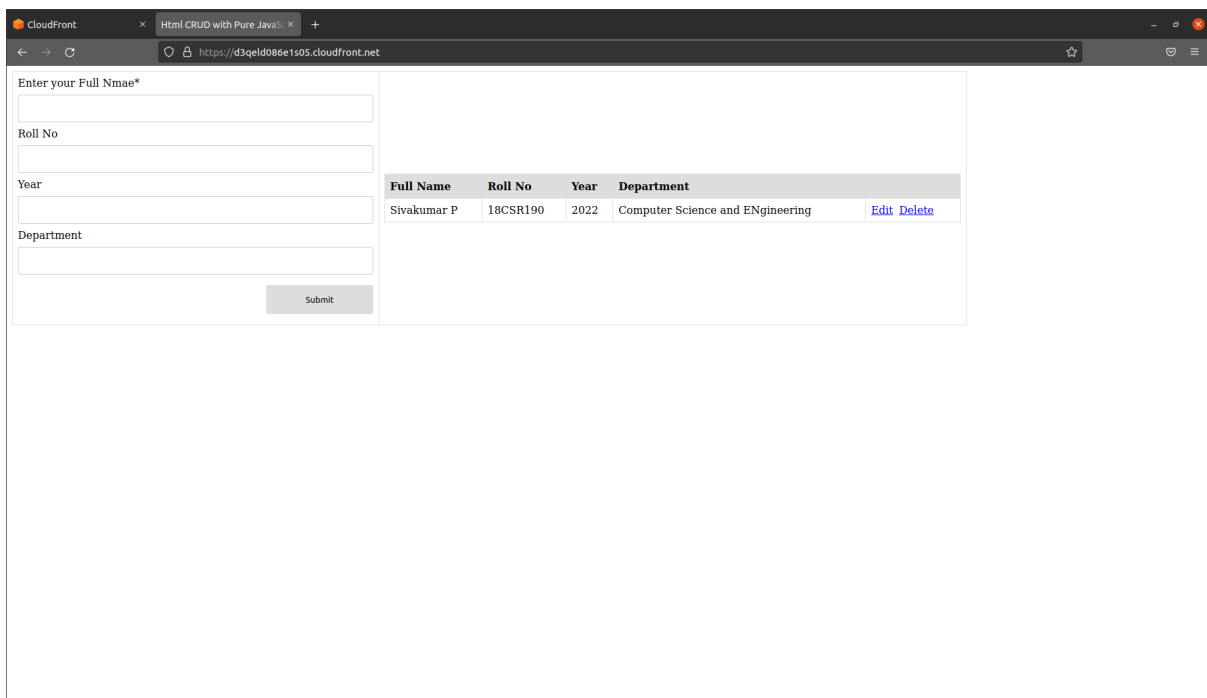 CloudFront
Html CRUD with Pure JavaSc
https://d3qeld086e1s05.cloudfront.net
Enter your Full Nmae*
Roll No
Year
Department
Submit
Full Name Roll No Year Department
Sivakumar P 18CSR190 2022 Computer Science and ENgineering Edit Delete